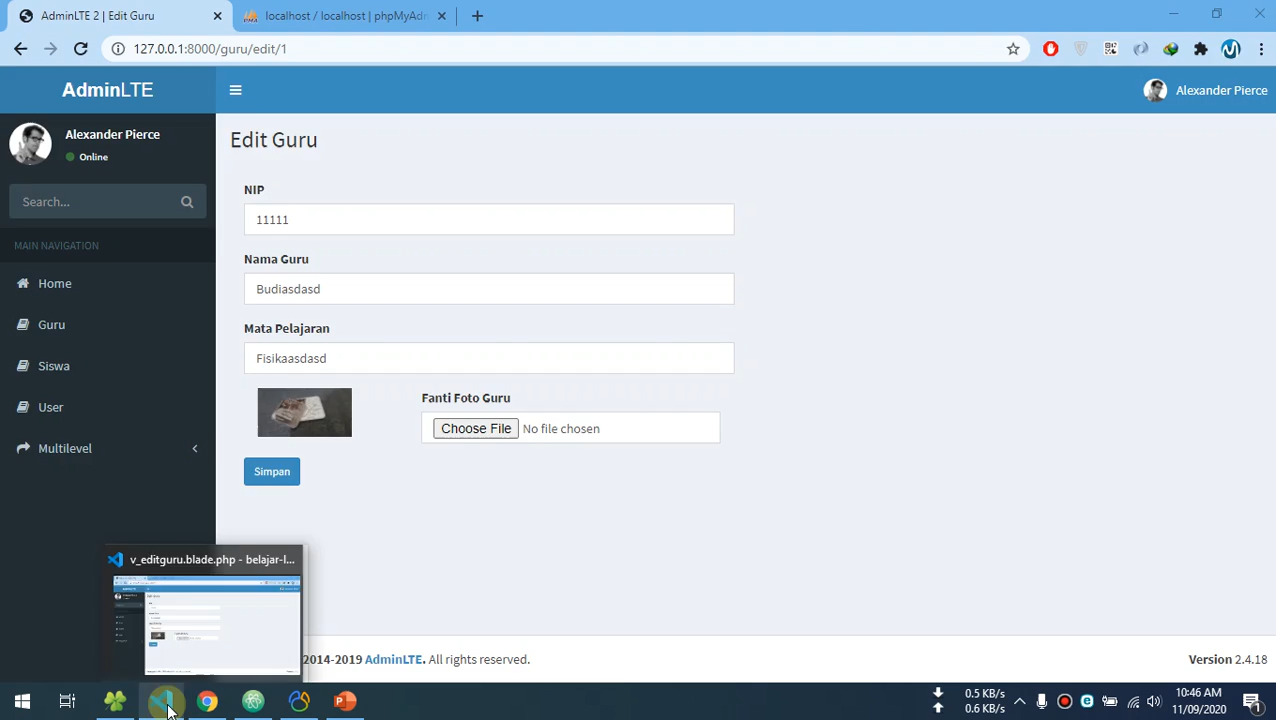 AdminLTE 2 | Edit Guru
localhost / localhost | phpMyAdn
127.0.0.1:8000/guru/edit/1
AdminLTE
Alexander Pierce
Alexander Pierce
Online
Search...
MAIN NAVIGATION
Home
Guru
Siswa
User
Multilevel
Edit Guru
NIP
11111
Nama Guru
Budiasdasd
Mata Pelajaran
Fisikaasdasd
Fanti Foto Guru
Choose File No file chosen
Simpan
v_editguru.blade.php - belajar-l...
2014-2019 AdminLTE. All rights reserved.
Version 2.4.18
0.5 KB/s
0.6 KB/s
10:46 AM
11/09/2020
1